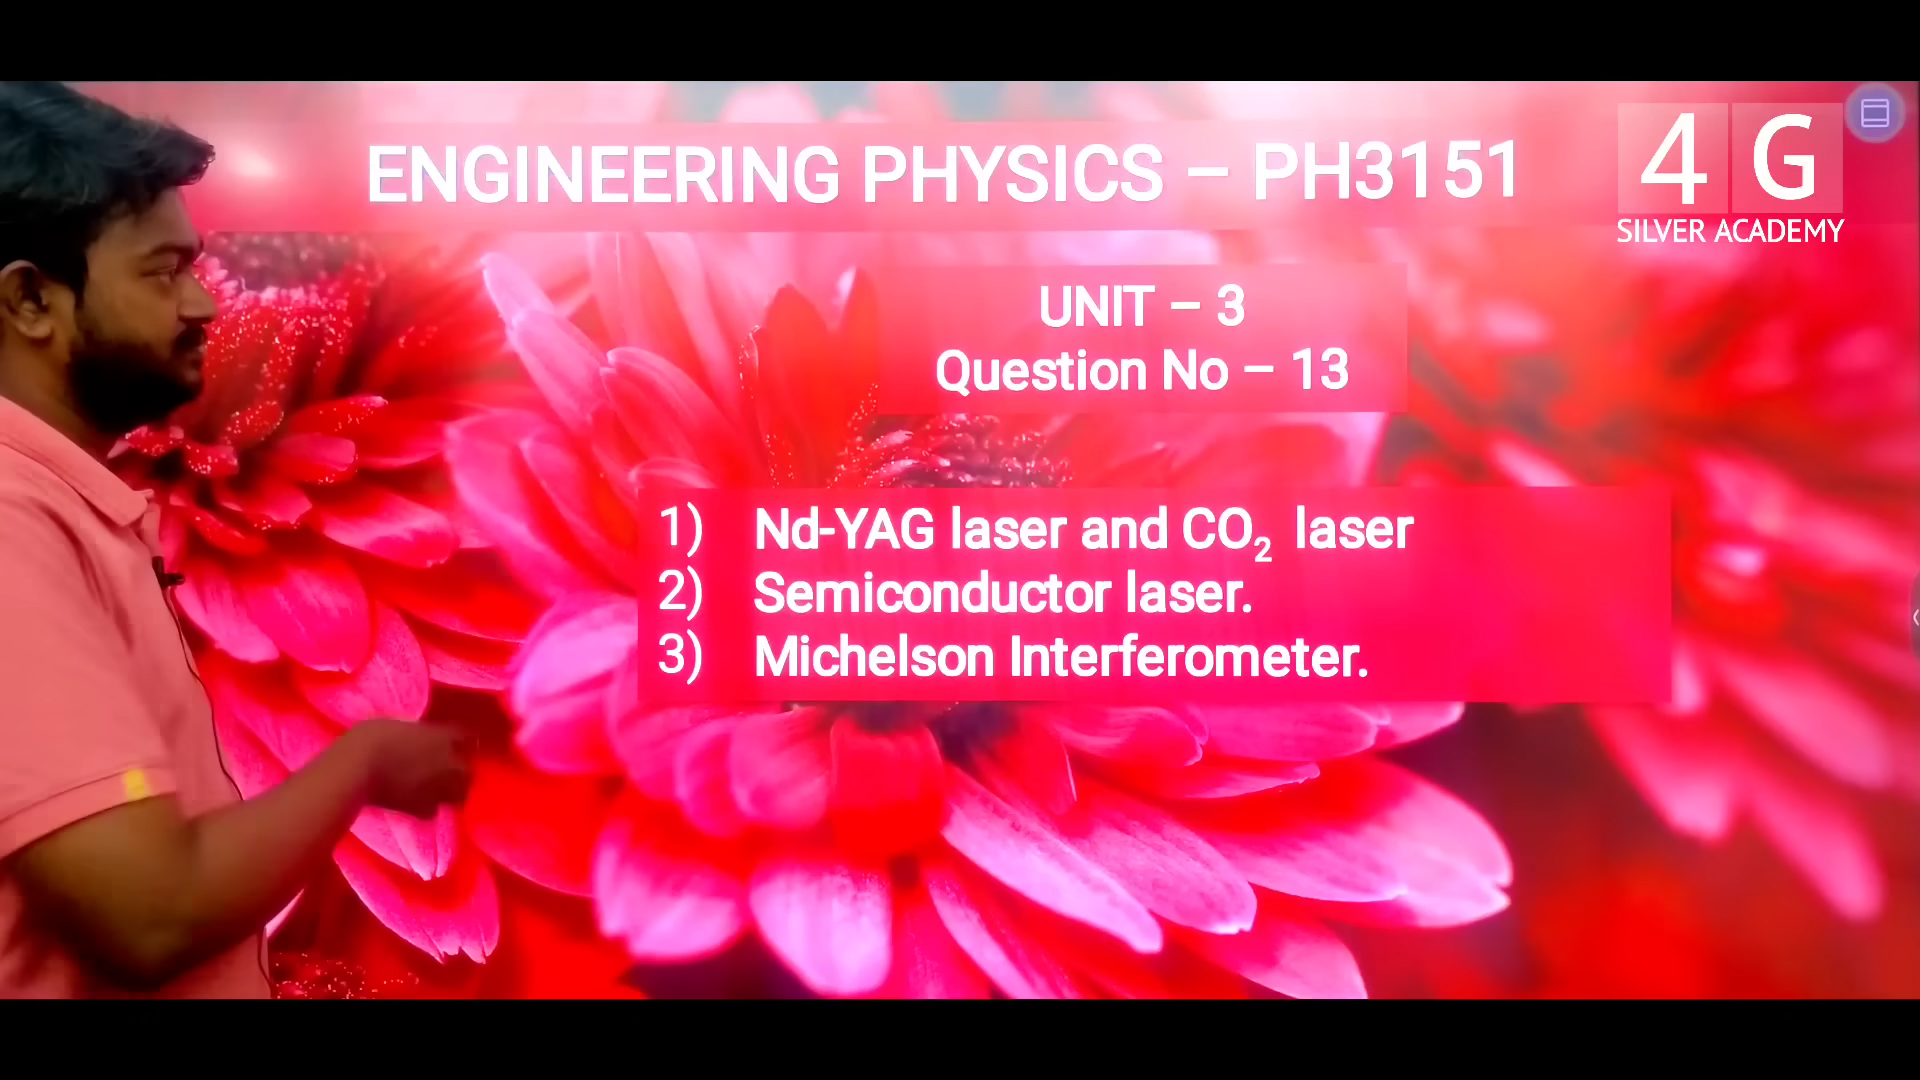 ENGINEERING PHYSICS – PH3151
4G
SILVER ACADEMY
UNIT – 3
Question No – 13
1) Nd-YAG laser and CO₂ laser
2) Semiconductor laser.
3) Michelson Interferometer.